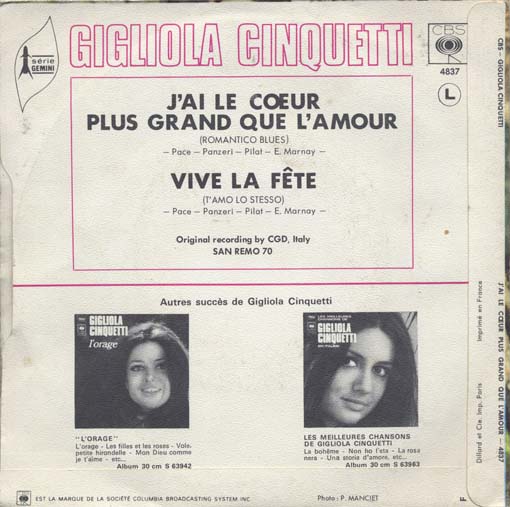 série
GEMINI
GIGLIOLA CINQUETTI
CBS
4837
L
J'AI LE CŒUR
PLUS GRAND QUE L'AMOUR
(ROMANTICO BLUES)
— Pace — Panzeri — Pilat — E. Marnay —
VIVE LA FÊTE
(T'AMO LO STESSO)
— Pace — Panzeri — Pilat — E. Marnay —
Original recording by CGD, Italy
SAN REMO 70
Autres succès de Gigliola Cinquetti
GIGLIOLA
CINQUETTI
l'orage
"L'ORAGE"
L'orage - Les filles et les roses - Vole,
petite hirondelle - Mon Dieu comme
je t'aime - etc...
Album 30 cm S 63942
LES MEILLEURES
CHANSONS DE
GIGLIOLA
CINQUETTI
EN ITALIEN
LES MEILLEURES CHANSONS
DE GIGLIOLA CINQUETTI
La bohême - Non ho l'eta - La rosa
nera - Una storia d'amore, etc...
Album 30 cm S 63963
EST LA MARQUE DE LA SOCIÉTÉ COLUMBIA BROADCASTING SYSTEM INC
Photo : P. MANCIET
CBS - GIGLIOLA CINQUETTI
J'AI LE CŒUR PLUS GRAND QUE L'AMOUR - 4837
Imprimé en France
Dillard et Cie. Imp. Paris